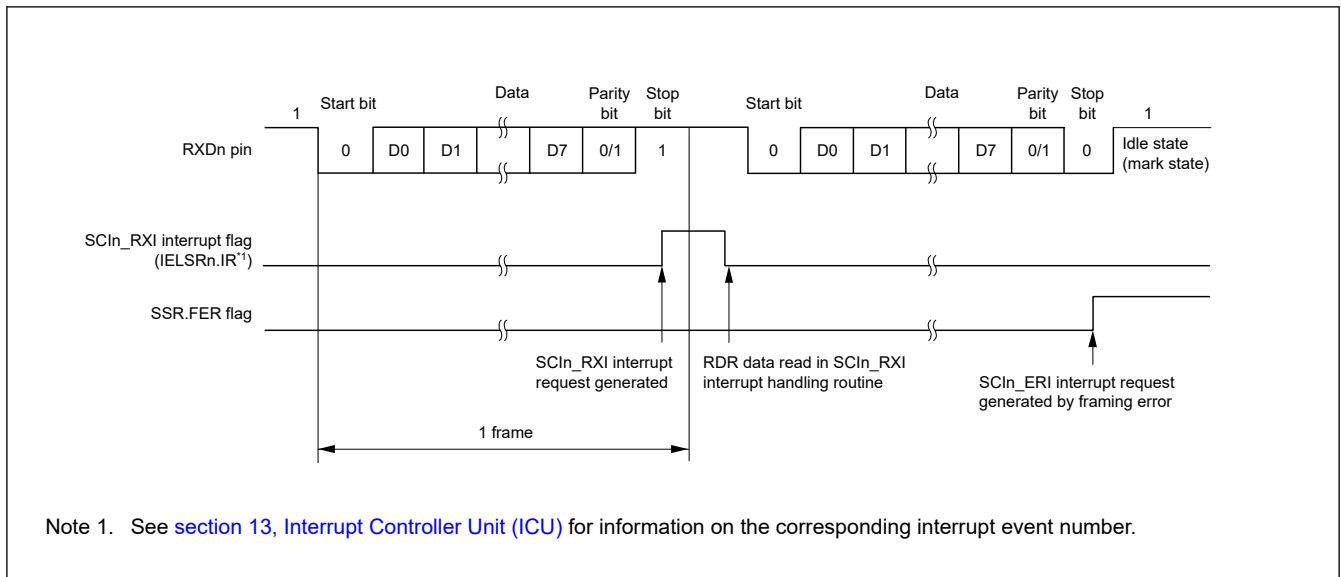 1
Start bit
Data
Parity bit
Stop bit
Start bit
Data
Parity bit
Stop bit
1
RXDn pin
0 D0 D1 D7 0/1 1 0 D0 D1 D7 0/1 0
Idle state
(mark state)
SCIn_RXI interrupt flag
(IELSRn.IR*1)
SSR.FER flag
SCIn_RXI interrupt
request generated
RDR data read in SCIn_RXI
interrupt handling routine
SCIn_ERI interrupt request
generated by framing error
1 frame
Note 1. See section 13, Interrupt Controller Unit (ICU) for information on the corresponding interrupt event number.